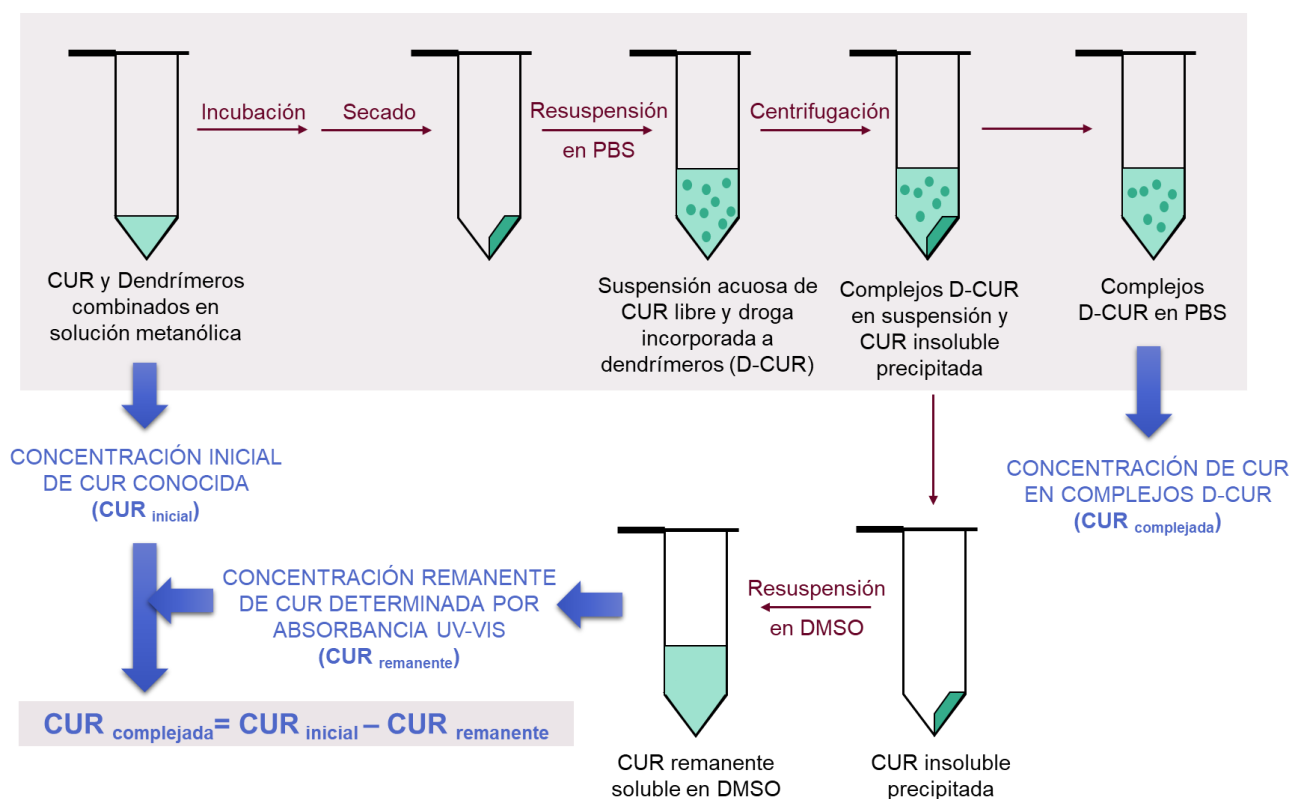 Incubación
Secado
Resuspensión
en PBS
Centrifugación
CUR y Dendrímeros
combinados en
solución metanólica
Suspensión acuosa de
CUR libre y droga
incorporada a
dendrímeros (D-CUR)
Complejos D-CUR
en suspensión y
CUR insoluble
precipitada
Complejos
D-CUR en PBS
CONCENTRACIÓN INICIAL
DE CUR CONOCIDA
(CUR inicial)
CONCENTRACIÓN DE CUR
EN COMPLEJOS D-CUR
(CUR complejada)
CONCENTRACIÓN REMANENTE
DE CUR DETERMINADA POR
ABSORBANCIA UV-VIS
(CUR remanente)
Resuspensión
en DMSO
CUR complejada= CUR inicial – CUR remanente
CUR remanente
soluble en DMSO
CUR insoluble
precipitada